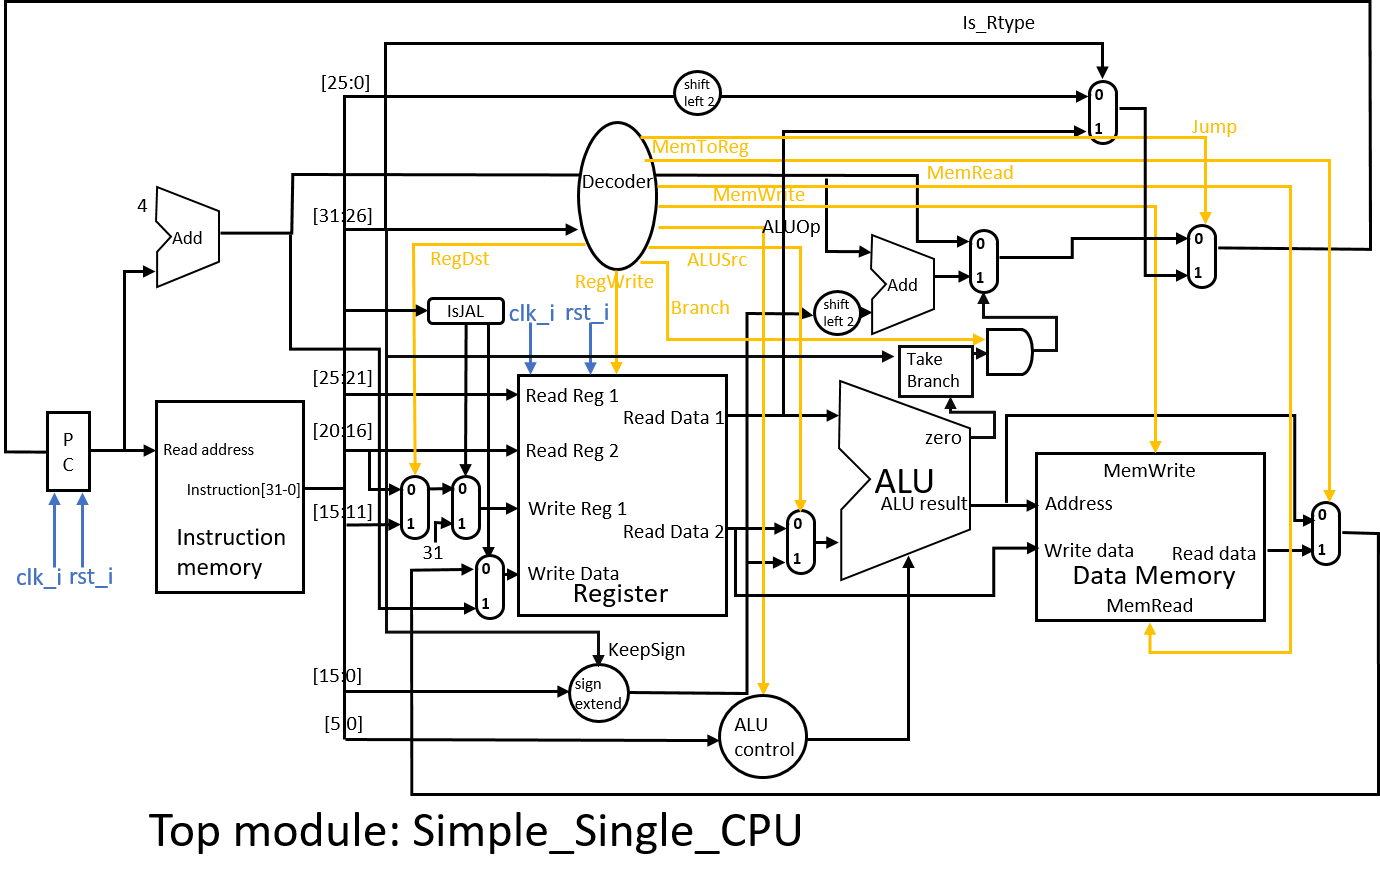 Is_Rtype
[25:0]
shift
left 2
0
1
Jump
MemToReg
MemRead
Decoder
MemWrite
4
[31:26]
Add
ALUOp
0
1
0
1
RegDst
ALUSrc
RegWrite
Add
Branch
shift
left 2
IsJAL
clk_i
rst_i
Take
Branch
[25:21]
Read Reg 1
Read Data 1
[20:16]
zero
P
C
Read address
Read Reg 2
MemWrite
ALU
Instruction[31-0]
0
1
0
1
ALU result
Address
[15:11]
Write Reg 1
0
1
0
1
31
Read Data 2
Instruction
memory
Write data
Read data
Data Memory
clk_i
rst_i
0
1
Write Data
Register
MemRead
KeepSign
[15:0]
sign
extend
[5:0]
ALU
control
Top module: Simple_Single_CPU